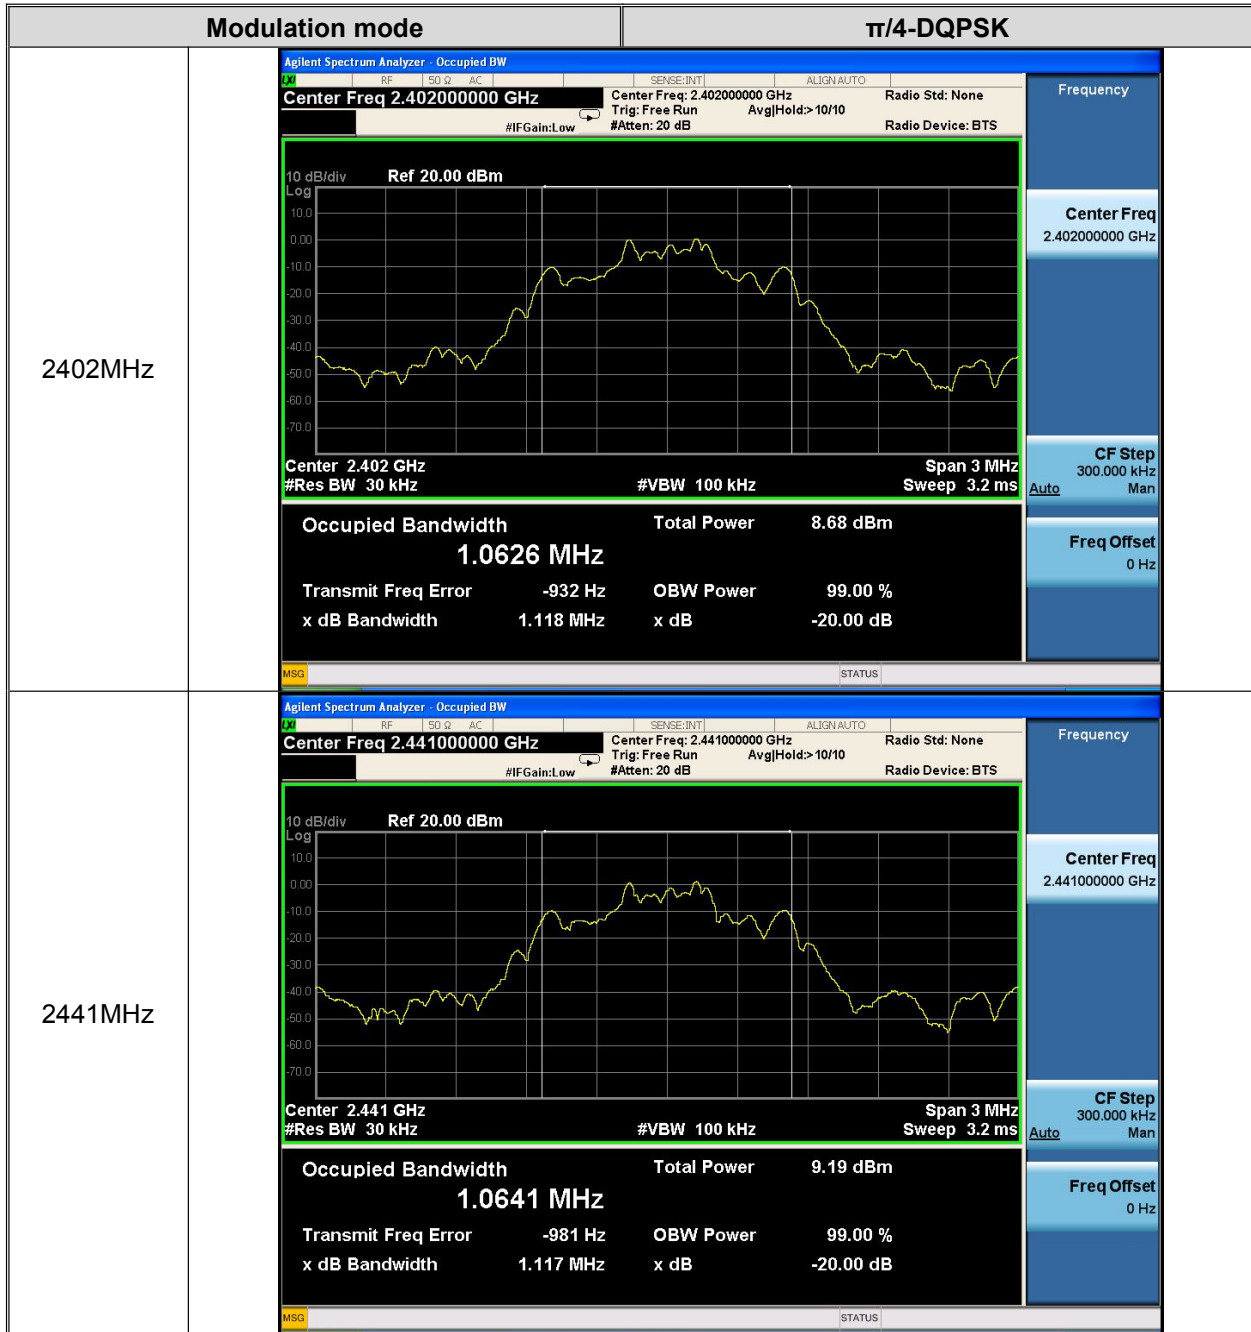 Modulation mode π/4-DQPSK
2402MHz
Agilent Spectrum Analyzer - Occupied BW
LXI RF 50 Ω AC SENSE:INT ALIGN AUTO
Center Freq 2.402000000 GHz
Center Freq: 2.402000000 GHz
Radio Std: None
Trig: Free Run Avg|Hold:>10/10
#IFGain:Low #Atten: 20 dB Radio Device: BTS
10 dB/div Ref 20.00 dBm
Log
10.0
0.00
-10.0
-20.0
-30.0
-40.0
-50.0
-60.0
-70.0
Center 2.402 GHz Span 3 MHz
#Res BW 30 kHz #VBW 100 kHz Sweep 3.2 ms
Occupied Bandwidth Total Power 8.68 dBm
1.0626 MHz
Transmit Freq Error -932 Hz OBW Power 99.00 %
x dB Bandwidth 1.118 MHz x dB -20.00 dB
MSG STATUS
Frequency
Center Freq
2.402000000 GHz
CF Step
300.000 kHz
Auto Man
Freq Offset
0 Hz
2441MHz
Agilent Spectrum Analyzer - Occupied BW
LXI RF 50 Ω AC SENSE:INT ALIGN AUTO
Center Freq 2.441000000 GHz
Center Freq: 2.441000000 GHz
Radio Std: None
Trig: Free Run Avg|Hold:>10/10
#IFGain:Low #Atten: 20 dB Radio Device: BTS
10 dB/div Ref 20.00 dBm
Log
10.0
0.00
-10.0
-20.0
-30.0
-40.0
-50.0
-60.0
-70.0
Center 2.441 GHz Span 3 MHz
#Res BW 30 kHz #VBW 100 kHz Sweep 3.2 ms
Occupied Bandwidth Total Power 9.19 dBm
1.0641 MHz
Transmit Freq Error -981 Hz OBW Power 99.00 %
x dB Bandwidth 1.117 MHz x dB -20.00 dB
MSG STATUS
Frequency
Center Freq
2.441000000 GHz
CF Step
300.000 kHz
Auto Man
Freq Offset
0 Hz